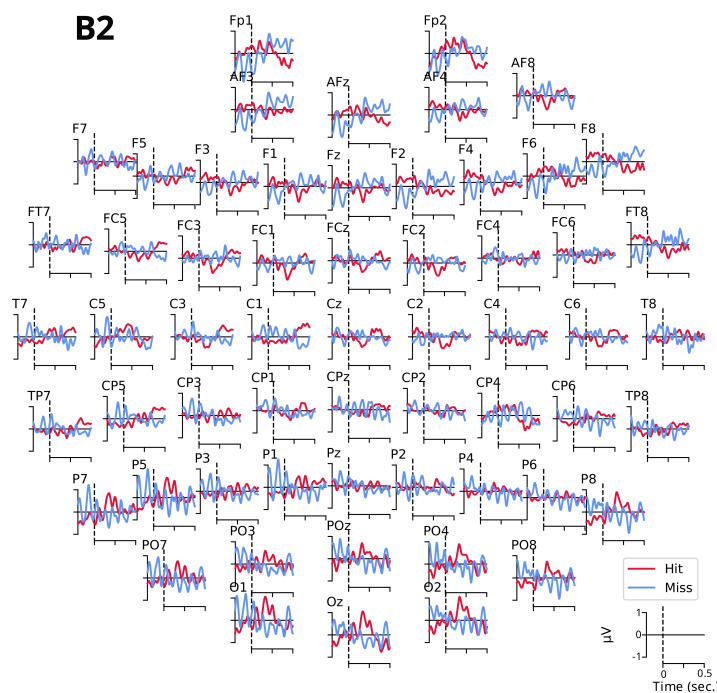 B2
Fp1 Fp2
AF3 AFz AF4 AF8
F7 F5 F3 F1 Fz F2 F4 F6 F8
FT7 FC5 FC3 FC1 FCz FC2 FC4 FC6 FT8
T7 C5 C3 C1 Cz C2 C4 C6 T8
TP7 CP5 CP3 CP1 CPz CP2 CP4 CP6 TP8
P7 P5 P3 P1 Pz P2 P4 P6 P8
PO7 PO3 POz PO4 PO8
O1 Oz O2
Hit
Miss
μV
1
0
-1
0 0.5
Time (sec.)